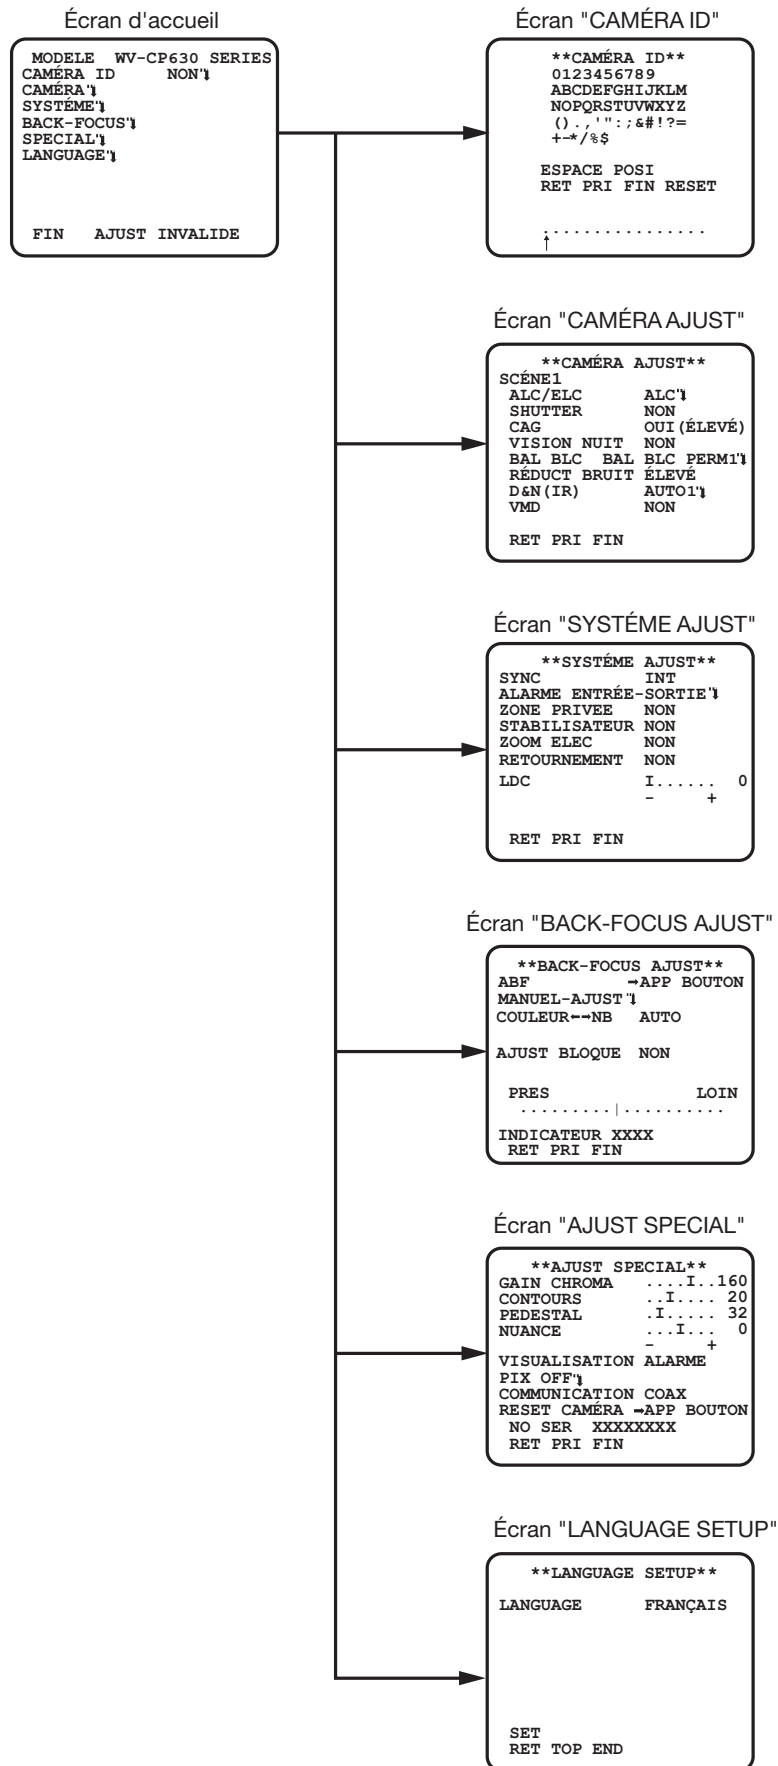 Écran d'accueil
MODELE WV-CP630 SERIES
CAMÉRA ID NON
CAMÉRA
SYSTÉME
BACK-FOCUS
SPECIAL
LANGUAGE
FIN AJUST INVALIDE
Écran "CAMÉRA ID"
**CAMÉRA ID**
0123456789
ABCDEFGHIJKLM
NOPQRSTUVWXYZ
().,'":;&#!?=
+-*/%$
ESPACE POSI
RET PRI FIN RESET
................
↑
Écran "CAMÉRA AJUST"
**CAMÉRA AJUST**
SCÉNE1
ALC/ELC ALC
SHUTTER NON
CAG OUI(ÉLEVÉ)
VISION NUIT NON
BAL BLC BAL BLC PERM1
RÉDUCT BRUIT ÉLEVÉ
D&N(IR) AUTO1
VMD NON
RET PRI FIN
Écran "SYSTÉME AJUST"
**SYSTÉME AJUST**
SYNC INT
ALARME ENTRÉE-SORTIE
ZONE PRIVEE NON
STABILISATEUR NON
ZOOM ELEC NON
RETOURNEMENT NON
LDC I...... 0
- +
RET PRI FIN
Écran "BACK-FOCUS AJUST"
**BACK-FOCUS AJUST**
ABF →APP BOUTON
MANUEL-AJUST
COULEUR←→NB AUTO
AJUST BLOQUE NON
PRES LOIN
.........|..........
INDICATEUR XXXX
RET PRI FIN
Écran "AJUST SPECIAL"
**AJUST SPECIAL**
GAIN CHROMA ....I..160
CONTOURS ..I.... 20
PEDESTAL .I..... 32
NUANCE ...I... 0
- +
VISUALISATION ALARME
PIX OFF
COMMUNICATION COAX
RESET CAMÉRA →APP BOUTON
NO SER XXXXXXXX
RET PRI FIN
Écran "LANGUAGE SETUP"
**LANGUAGE SETUP**
LANGUAGE FRANÇAIS
SET
RET TOP END